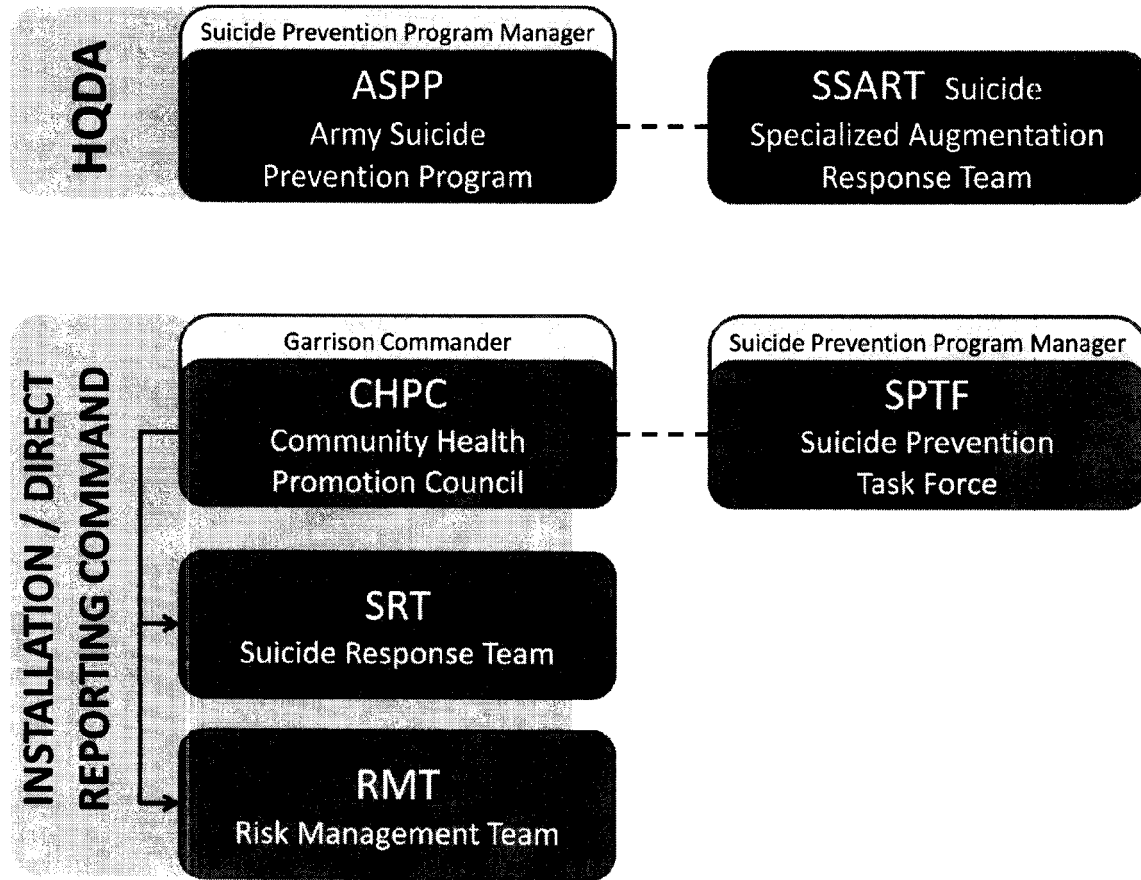 HQDA
Suicide Prevention Program Manager
ASPP
Army Suicide
Prevention Program
SSART Suicide
Specialized Augmentation
Response Team
INSTALLATION / DIRECT
REPORTING COMMAND
Garrison Commander
CHPC
Community Health
Promotion Council
Suicide Prevention Program Manager
SPTF
Suicide Prevention
Task Force
SRT
Suicide Response Team
RMT
Risk Management Team